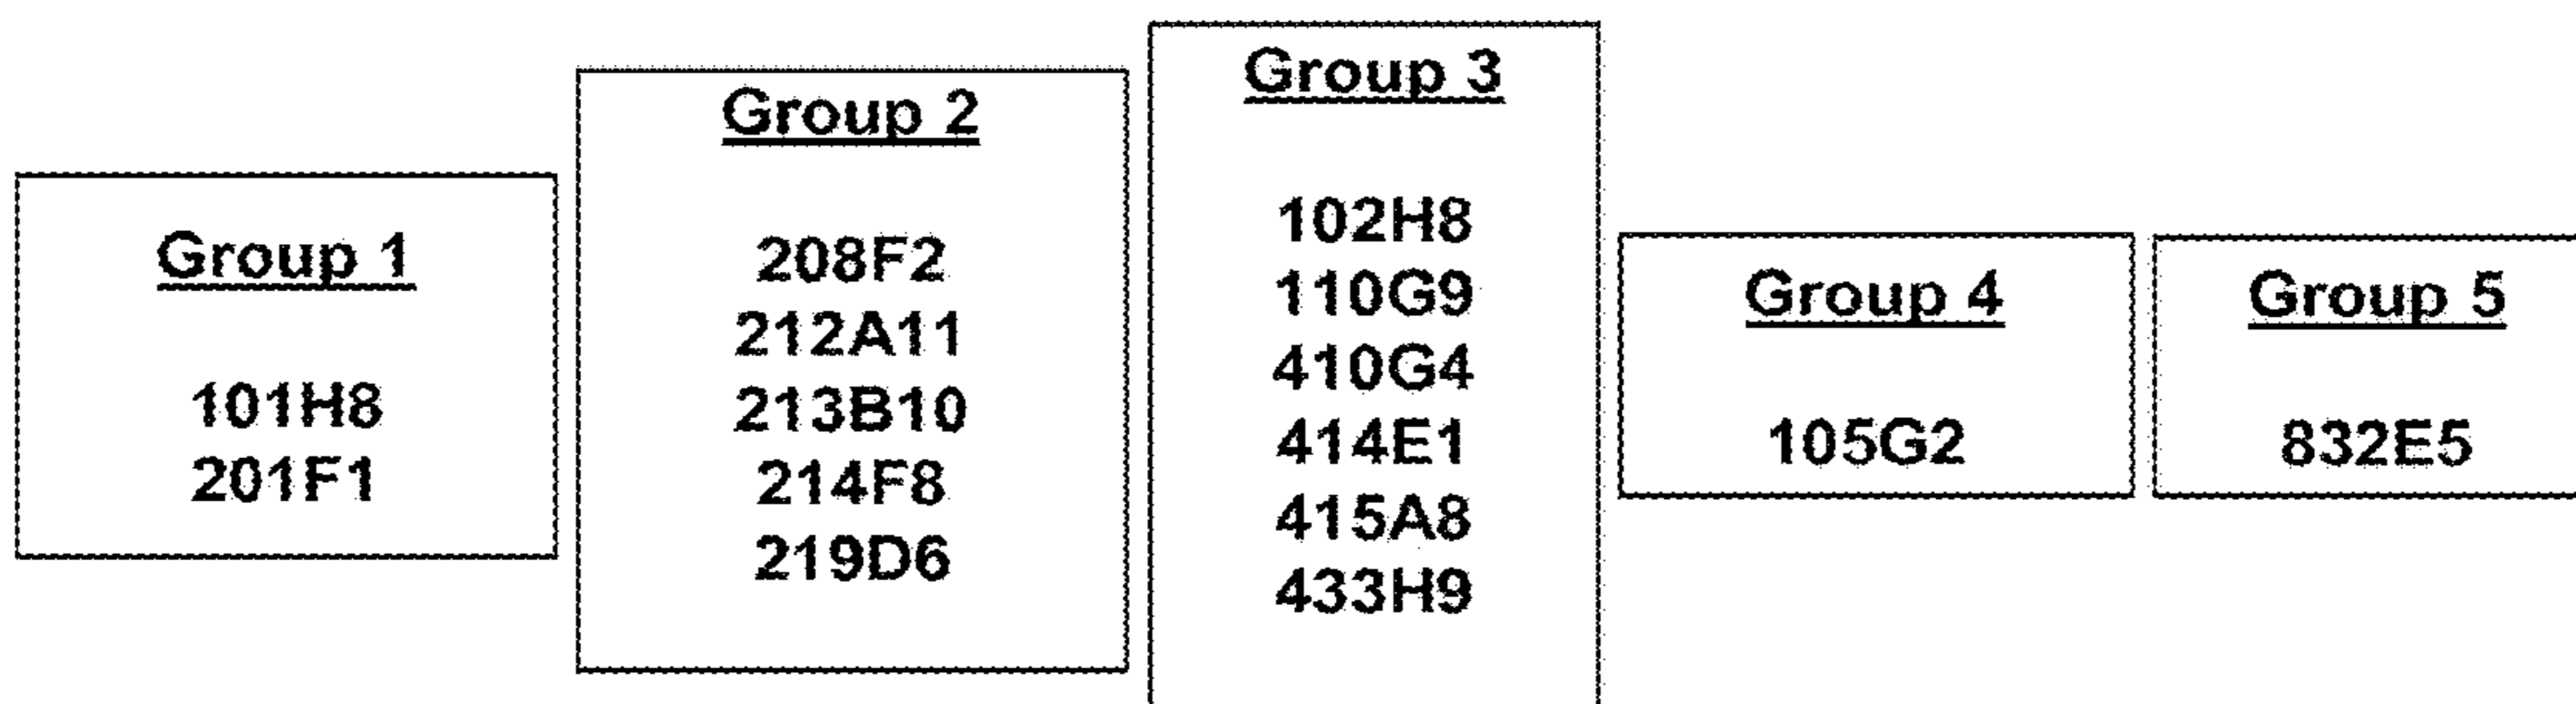 Group 1
101H8
201F1
Group 2
208F2
212A11
213B10
214F8
219D6
Group 3
102H8
110G9
410G4
414E1
415A8
433H9
Group 4
105G2
Group 5
832E5